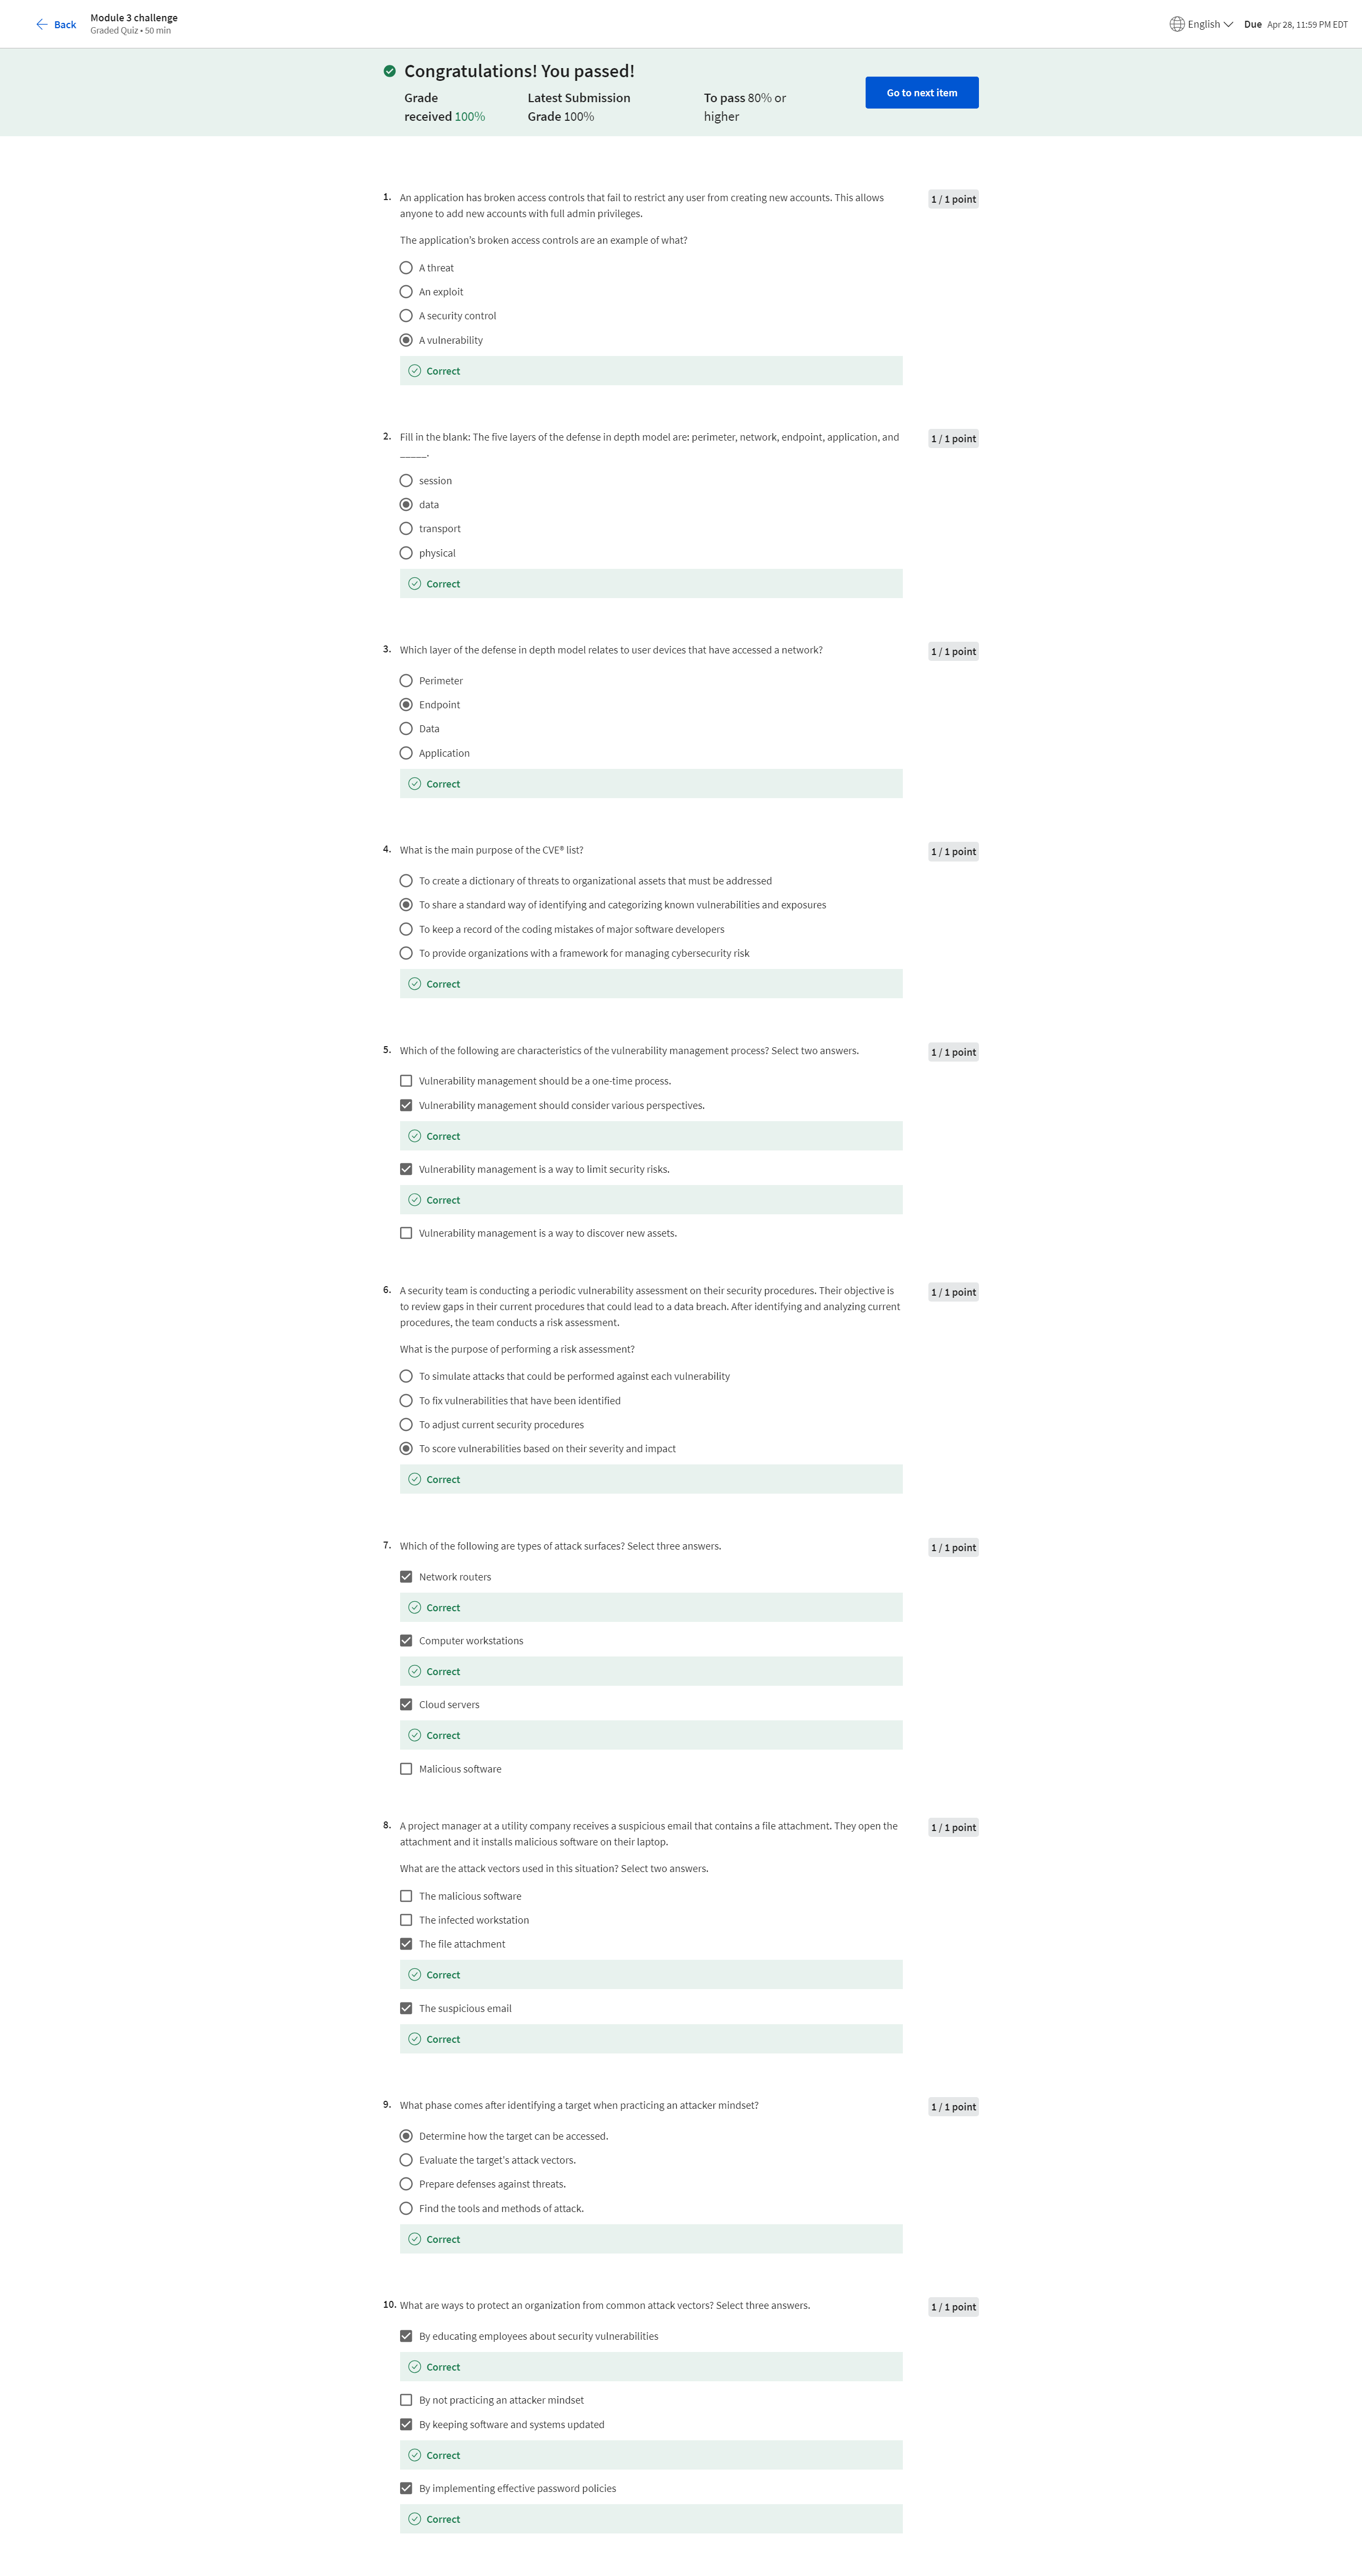 Back
Module 3 challenge
Graded Quiz • 50 min
English
Due Apr 28, 11:59 PM EDT
Congratulations! You passed!
Grade received 100%
Latest Submission Grade 100%
To pass 80% or higher
Go to next item
1. An application has broken access controls that fail to restrict any user from creating new accounts. This allows
anyone to add new accounts with full admin privileges.
1 / 1 point
The application's broken access controls are an example of what?
A threat
An exploit
A security control
A vulnerability
Correct
2. Fill in the blank: The five layers of the defense in depth model are: perimeter, network, endpoint, application, and
_____.
1 / 1 point
session
data
transport
physical
Correct
3. Which layer of the defense in depth model relates to user devices that have accessed a network?
1 / 1 point
Perimeter
Endpoint
Data
Application
Correct
4. What is the main purpose of the CVE® list?
1 / 1 point
To create a dictionary of threats to organizational assets that must be addressed
To share a standard way of identifying and categorizing known vulnerabilities and exposures
To keep a record of the coding mistakes of major software developers
To provide organizations with a framework for managing cybersecurity risk
Correct
5. Which of the following are characteristics of the vulnerability management process? Select two answers.
1 / 1 point
Vulnerability management should be a one-time process.
Vulnerability management should consider various perspectives.
Correct
Vulnerability management is a way to limit security risks.
Correct
Vulnerability management is a way to discover new assets.
6. A security team is conducting a periodic vulnerability assessment on their security procedures. Their objective is
to review gaps in their current procedures that could lead to a data breach. After identifying and analyzing current
procedures, the team conducts a risk assessment.
1 / 1 point
What is the purpose of performing a risk assessment?
To simulate attacks that could be performed against each vulnerability
To fix vulnerabilities that have been identified
To adjust current security procedures
To score vulnerabilities based on their severity and impact
Correct
7. Which of the following are types of attack surfaces? Select three answers.
1 / 1 point
Network routers
Correct
Computer workstations
Correct
Cloud servers
Correct
Malicious software
8. A project manager at a utility company receives a suspicious email that contains a file attachment. They open the
attachment and it installs malicious software on their laptop.
1 / 1 point
What are the attack vectors used in this situation? Select two answers.
The malicious software
The infected workstation
The file attachment
Correct
The suspicious email
Correct
9. What phase comes after identifying a target when practicing an attacker mindset?
1 / 1 point
Determine how the target can be accessed.
Evaluate the target's attack vectors.
Prepare defenses against threats.
Find the tools and methods of attack.
Correct
10. What are ways to protect an organization from common attack vectors? Select three answers.
1 / 1 point
By educating employees about security vulnerabilities
Correct
By not practicing an attacker mindset
By keeping software and systems updated
Correct
By implementing effective password policies
Correct